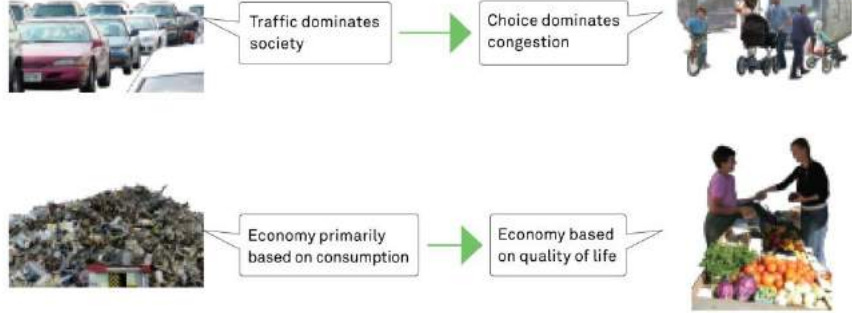 Traffic dominates
society
Choice dominates
congestion
Economy primarily
based on consumption
Economy based
on quality of life